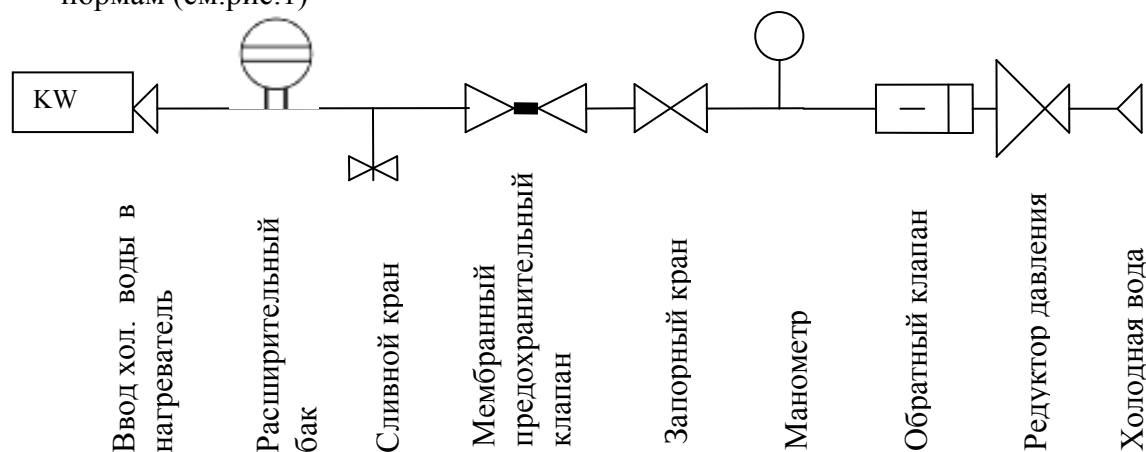 нормам (см.рис.1)
KW
Ввод хол. воды в
нагреватель
Расширительный
бак
Сливной кран
Мембранный
предохранительный
клапан
Запорный кран
Манометр
Обратный клапан
Редуктор давления
Холодная вода